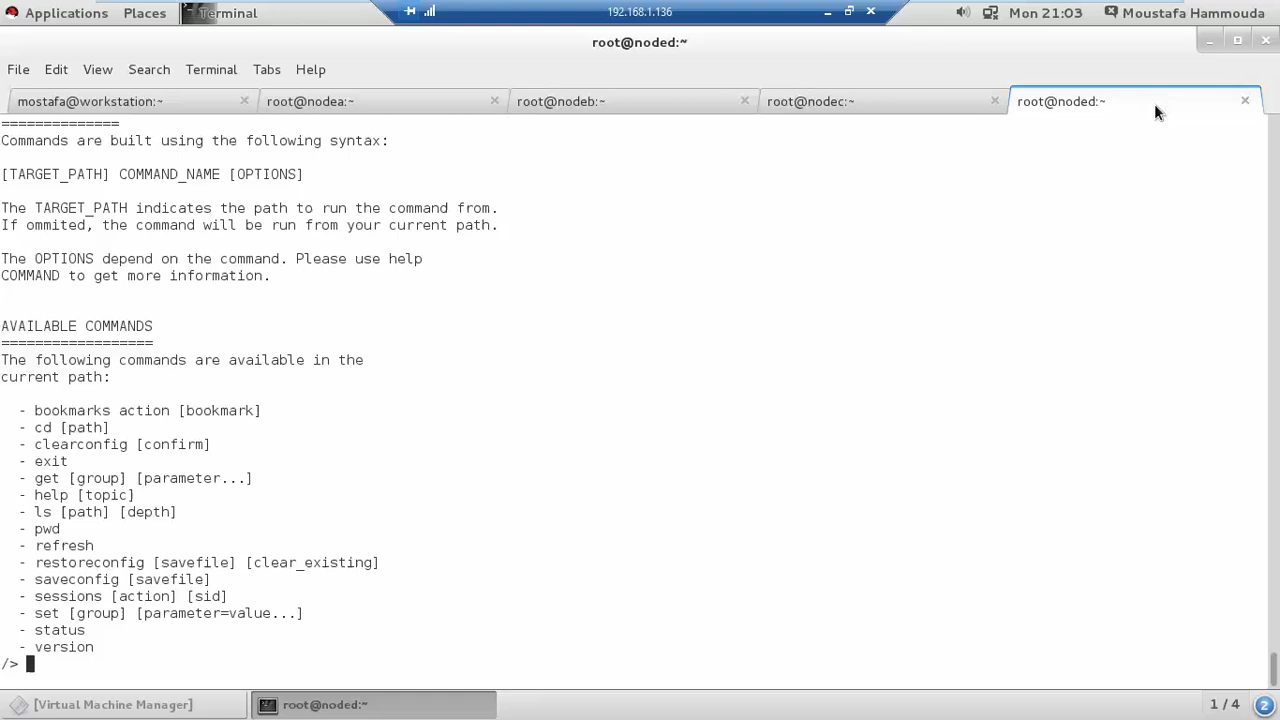 Applications Places Terminal 192.168.1.136 Mon 21:03 Moustafa Hammouda
root@noded:~
File Edit View Search Terminal Tabs Help
mostafa@workstation:~ root@nodea:~ root@nodeb:~ root@nodec:~ root@noded:~
==============
Commands are built using the following syntax:
[TARGET_PATH] COMMAND_NAME [OPTIONS]
The TARGET_PATH indicates the path to run the command from.
If ommited, the command will be run from your current path.
The OPTIONS depend on the command. Please use help
COMMAND to get more information.
AVAILABLE COMMANDS
==================
The following commands are available in the
current path:
- bookmarks action [bookmark]
- cd [path]
- clearconfig [confirm]
- exit
- get [group] [parameter...]
- help [topic]
- ls [path] [depth]
- pwd
- refresh
- restoreconfig [savefile] [clear_existing]
- saveconfig [savefile]
- sessions [action] [sid]
- set [group] [parameter=value...]
- status
- version
/>
[Virtual Machine Manager] root@noded:~ 1 / 4 2